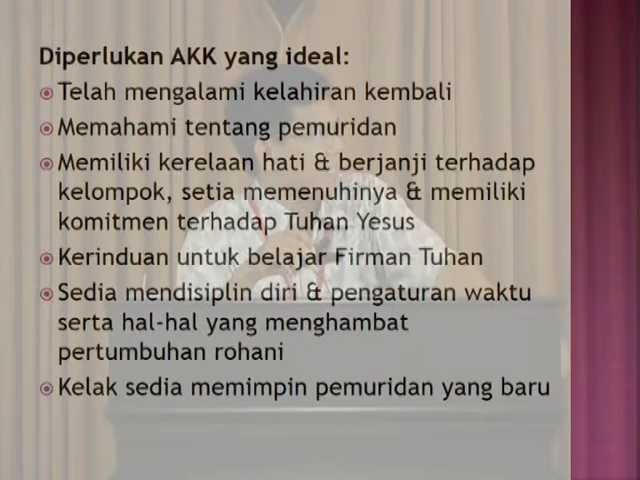 Diperlukan AKK yang ideal:
Telah mengalami kelahiran kembali
Memahami tentang pemuridan
Memiliki kerelaan hati & berjanji terhadap
kelompok, setia memenuhinya & memiliki
komitmen terhadap Tuhan Yesus
Kerinduan untuk belajar Firman Tuhan
Sedia mendisiplin diri & pengaturan waktu
serta hal-hal yang menghambat
pertumbuhan rohani
Kelak sedia memimpin pemuridan yang baru